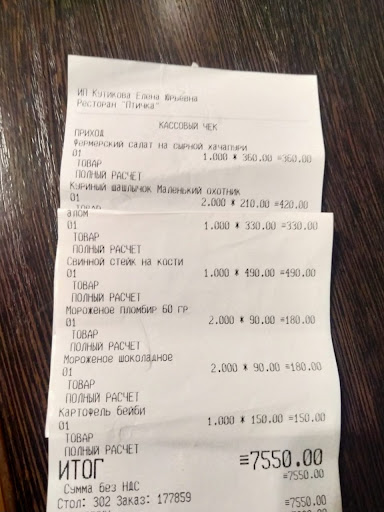 ИП Кутикова Елена Юрьевна
Ресторан "Птичка"
КАССОВЫЙ ЧЕК
ПРИХОД
Фермерский салат на сырной хачапури
01 1.000 * 360.00 =360.00
ТОВАР
ПОЛНЫЙ РАСЧЕТ
Куриный шашлычок Маленький охотник
01 2.000 * 210.00 =420.00
ТОВАР
алом
01 1.000 * 330.00 =330.00
ТОВАР
ПОЛНЫЙ РАСЧЕТ
Свинной стейк на кости
01 1.000 * 490.00 =490.00
ТОВАР
ПОЛНЫЙ РАСЧЕТ
Мороженое пломбир 60 гр
01 2.000 * 90.00 =180.00
ТОВАР
ПОЛНЫЙ РАСЧЕТ
Мороженое шоколадное
01 2.000 * 90.00 =180.00
ТОВАР
ПОЛНЫЙ РАСЧЕТ
Картофель бейби
01 1.000 * 150.00 =150.00
ТОВАР
ПОЛНЫЙ РАСЧЕТ
ИТОГ =7550.00
Сумма без НДС =7550.00
Стол: 302 Заказ: 177859
=7550.00